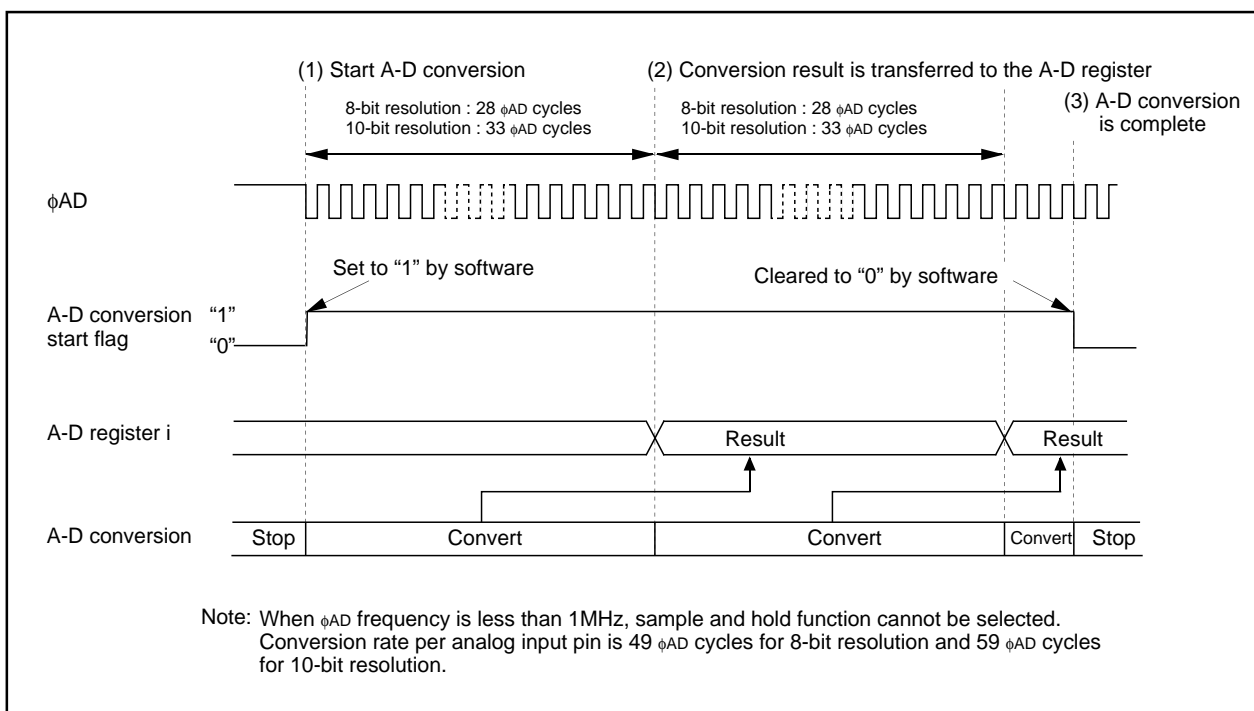 (1) Start A-D conversion
(2) Conversion result is transferred to the A-D register
(3) A-D conversion
is complete
8-bit resolution : 28 ϕAD cycles
10-bit resolution : 33 ϕAD cycles
8-bit resolution : 28 ϕAD cycles
10-bit resolution : 33 ϕAD cycles
ϕAD
Set to “1” by software
Cleared to “0” by software
A-D conversion
start flag
“1”
“0”
A-D register i
Result
Result
A-D conversion
Stop
Convert
Convert
Convert
Stop
Note: When ϕAD frequency is less than 1MHz, sample and hold function cannot be selected.
Conversion rate per analog input pin is 49 ϕAD cycles for 8-bit resolution and 59 ϕAD cycles
for 10-bit resolution.